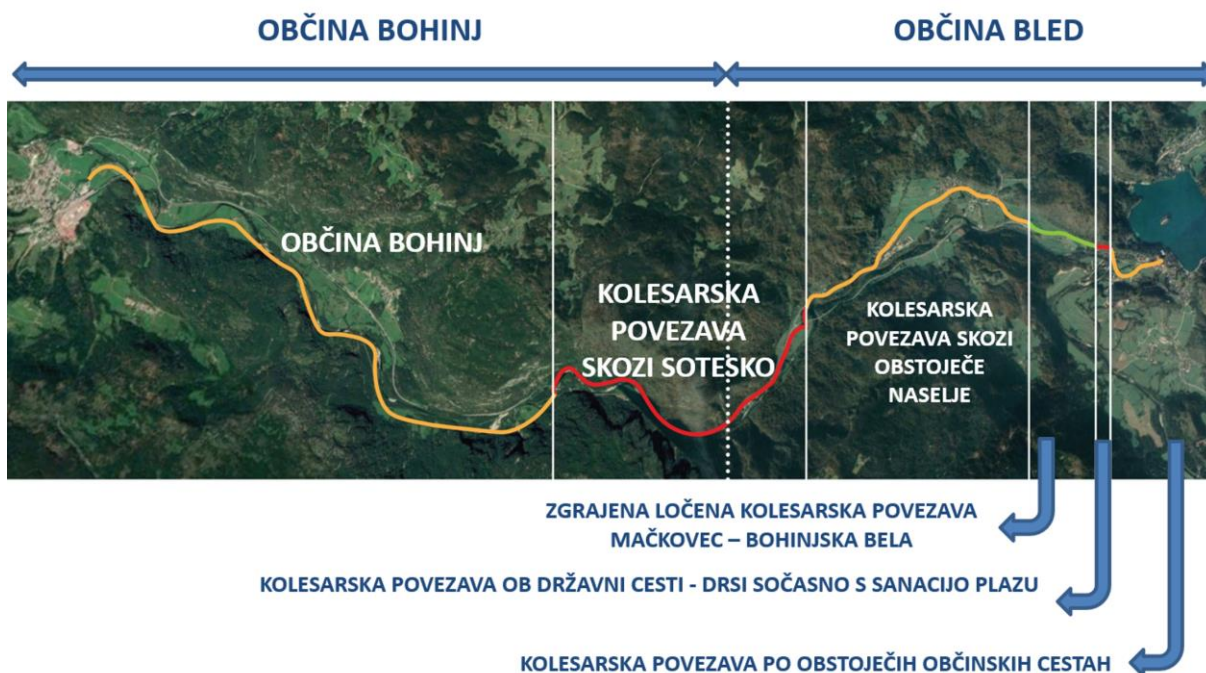 OBČINA BOHINJ
OBČINA BLED
OBČINA BOHINJ
KOLESARSKA
POVEZAVA
SKOZI SOTESKO
KOLESARSKA
POVEZAVA SKOZI
OBSTOJEČE
NASELJE
ZGRAJENA LOČENA KOLESARSKA POVEZAVA
MAČKOVEC – BOHINJSKA BELA
KOLESARSKA POVEZAVA OB DRŽAVNI CESTI - DRSI SOČASNO S SANACIJO PLAZU
KOLESARSKA POVEZAVA PO OBSTOJEČIH OBČINSKIH CESTAH